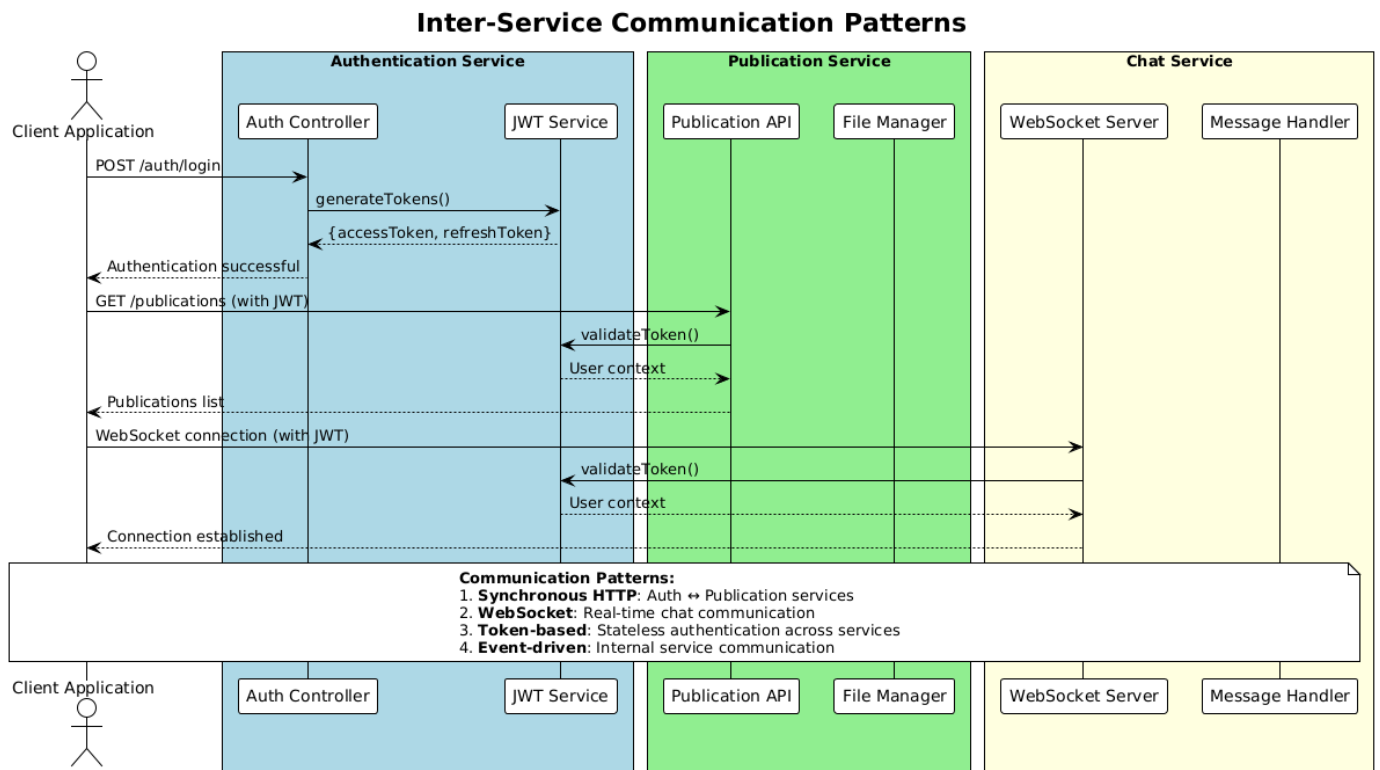 Inter-Service Communication Patterns
Authentication Service
Publication Service
Chat Service
Client Application
Auth Controller
JWT Service
Publication API
File Manager
WebSocket Server
Message Handler
POST /auth/login
generateTokens()
{accessToken, refreshToken}
Authentication successful
GET /publications (with JWT)
validateToken()
User context
Publications list
WebSocket connection (with JWT)
validateToken()
User context
Connection established
Communication Patterns:
1. Synchronous HTTP: Auth ↔ Publication services
2. WebSocket: Real-time chat communication
3. Token-based: Stateless authentication across services
4. Event-driven: Internal service communication
Client Application
Auth Controller
JWT Service
Publication API
File Manager
WebSocket Server
Message Handler